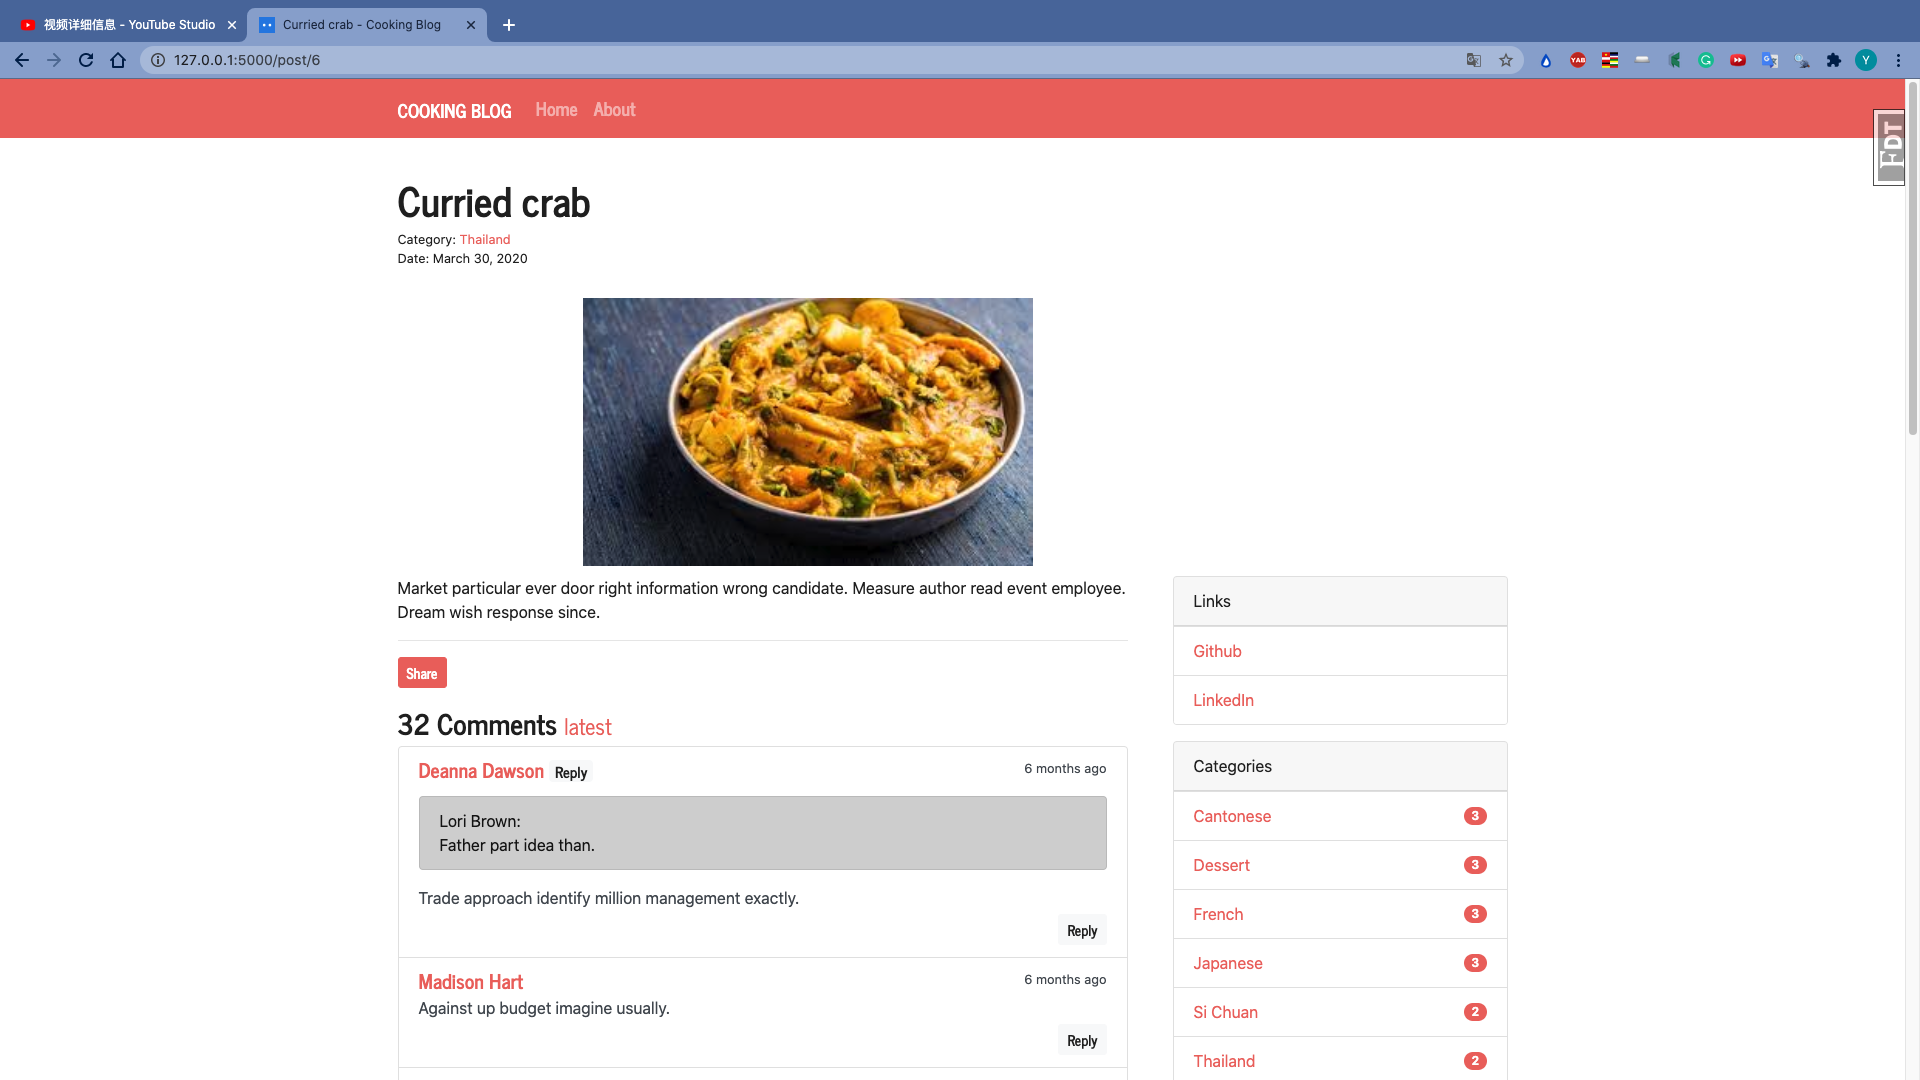 视频详细信息 - YouTube Studio
Curried crab - Cooking Blog
127.0.0.1:5000/post/6
YAB
G
Y
COOKING BLOG
Home
About
FDT
Curried crab
Category: Thailand
Date: March 30, 2020
Market particular ever door right information wrong candidate. Measure author read event employee.
Dream wish response since.
Share
32 Comments latest
Deanna Dawson Reply
6 months ago
Lori Brown:
Father part idea than.
Trade approach identify million management exactly.
Reply
Madison Hart
6 months ago
Against up budget imagine usually.
Reply
Links
Github
LinkedIn
Categories
Cantonese 3
Dessert 3
French 3
Japanese 3
Si Chuan 2
Thailand 2